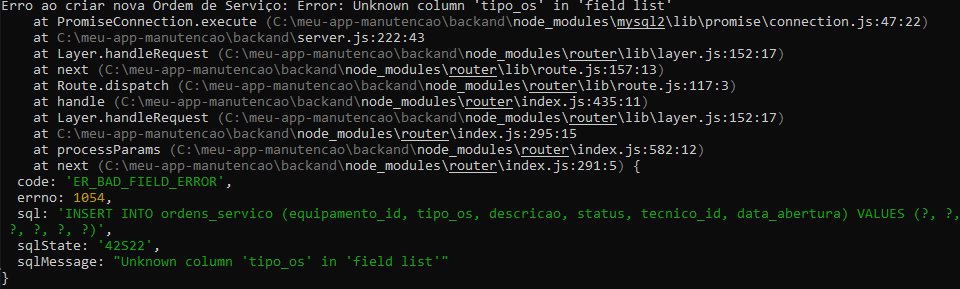 Erro ao criar nova Ordem de Serviço: Error: Unknown column 'tipo_os' in 'field list'
    at PromiseConnection.execute (C:\meu-app-manutencao\backand\node_modules\mysql2\lib\promise\connection.js:47:22)
    at C:\meu-app-manutencao\backand\server.js:222:43
    at Layer.handleRequest (C:\meu-app-manutencao\backand\node_modules\router\lib\layer.js:152:17)
    at next (C:\meu-app-manutencao\backand\node_modules\router\lib\route.js:157:13)
    at Route.dispatch (C:\meu-app-manutencao\backand\node_modules\router\lib\route.js:117:3)
    at handle (C:\meu-app-manutencao\backand\node_modules\router\index.js:435:11)
    at Layer.handleRequest (C:\meu-app-manutencao\backand\node_modules\router\lib\layer.js:152:17)
    at C:\meu-app-manutencao\backand\node_modules\router\index.js:295:15
    at processParams (C:\meu-app-manutencao\backand\node_modules\router\index.js:582:12)
    at next (C:\meu-app-manutencao\backand\node_modules\router\index.js:291:5) {
  code: 'ER_BAD_FIELD_ERROR',
  errno: 1054,
  sql: 'INSERT INTO ordens_servico (equipamento_id, tipo_os, descricao, status, tecnico_id, data_abertura) VALUES (?, ?,
 ?, ?, ?, ?)',
  sqlState: '42S22',
  sqlMessage: "Unknown column 'tipo_os' in 'field list'"
}